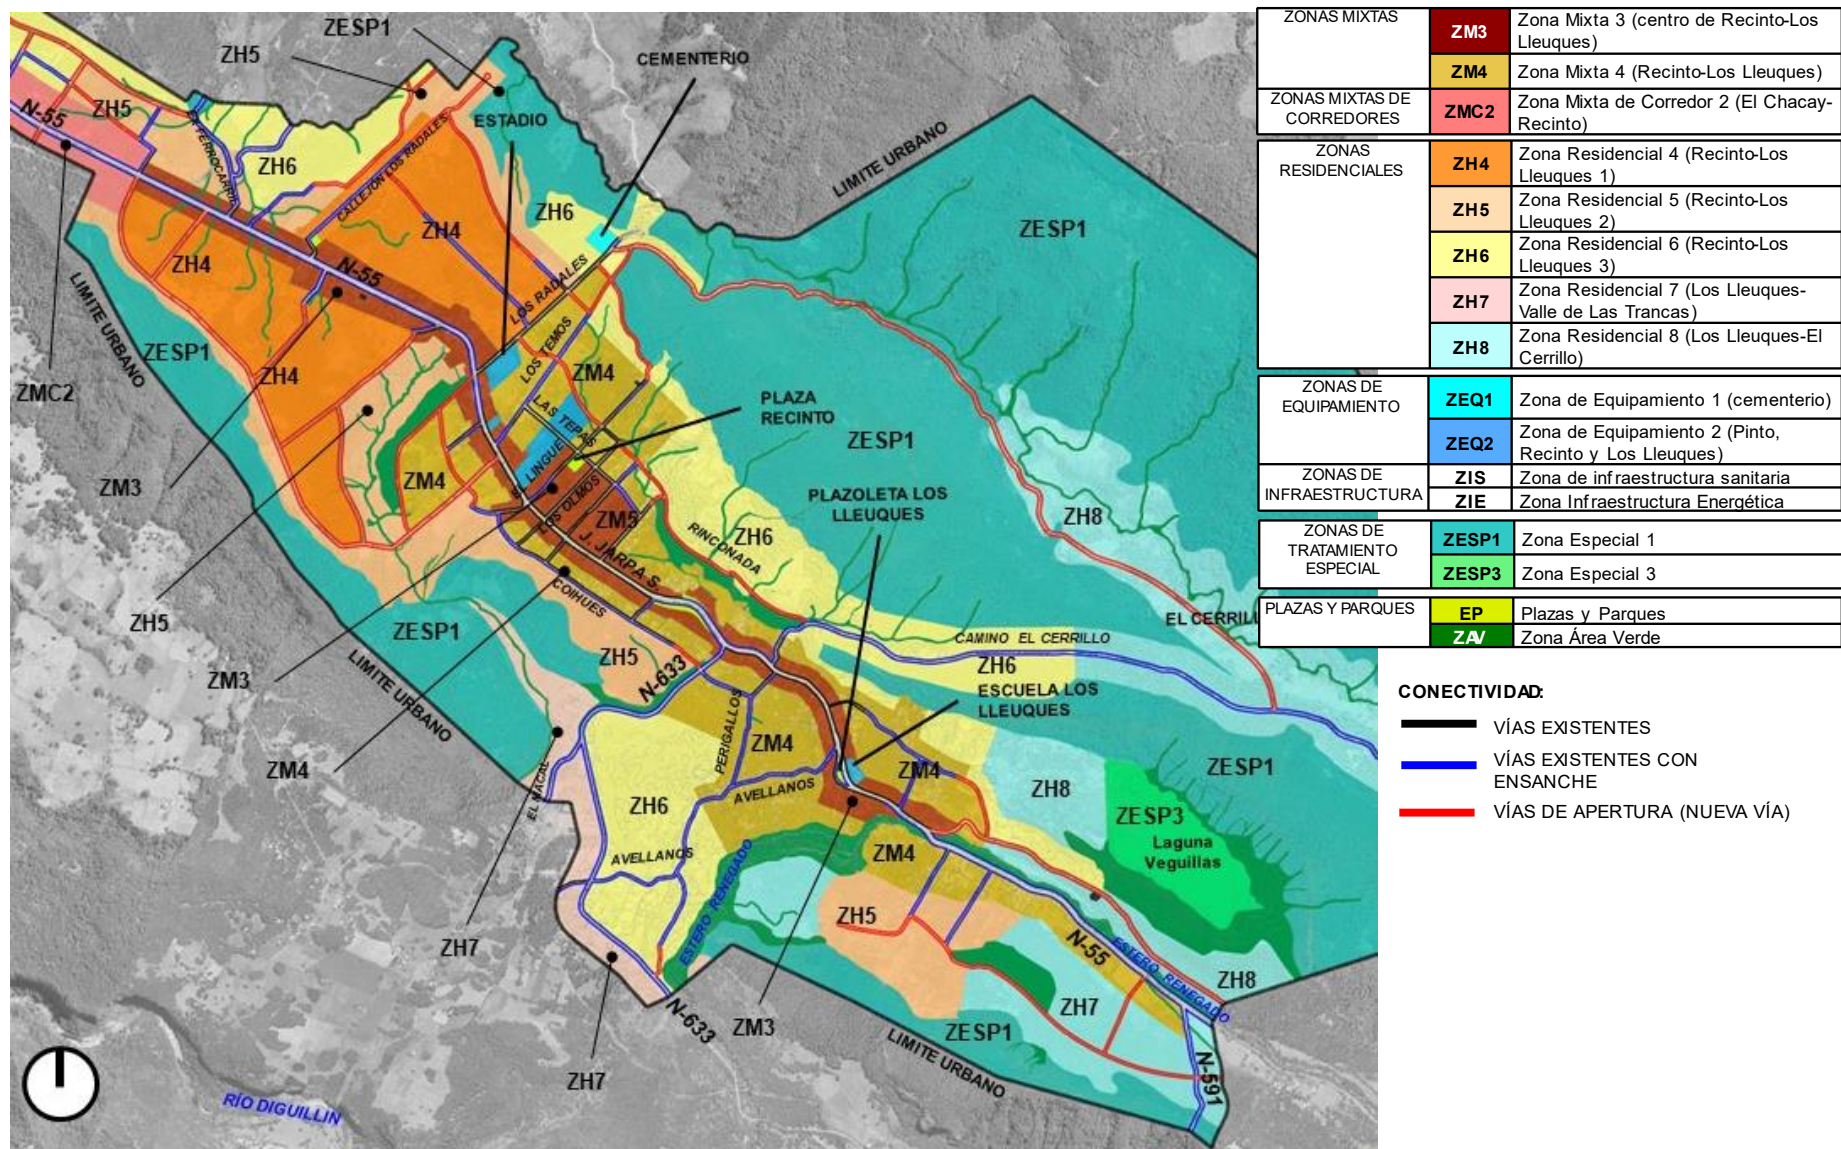 ZESP1
ZH5
CEMENTERIO
ESTADIO
N-55
ZH5
EX FERROCARRIL
ZH6
CALLEJÓN LOS RADALES
LIMITE URBANO
ZH6
ZH4
ZESP1
ZH4
N-55
LOS RADALES
LIMITE URBANO
ZESP1
LOS TEMOS
ZH4
ZM4
ZMC2
LAS TEPAS
PLAZA
RECINTO
ZESP1
EL LINGUE
ZM4
ZM3
LOS OLMOS
ZM5
PLAZOLETA LOS
LLEUQUES
ZH8
RINCONADA
ZH6
J. JARPA S.
COIHUES
ZH5
ZESP1
EL CERRILL
CAMINO EL CERRILLO
ZH5
ZH6
LIMITE URBANO
ZM3
N-633
ESCUELA LOS
LLEUQUES
PERIGALLOS
ZM4
ZM4
ZM4
ZESP1
EL NACAL
AVELLANOS
ZH8
ZH6
ZESP3
Laguna
Veguillas
AVELLANOS
ZM4
ESTERO RENEGADO
ZH5
ZH7
N-55
ESTERO RENEGADO
ZH8
N-633
ZM3
ZESP1
ZH7
LIMITE URBANO
N-591
ZH7
RÍO DIGUILLIN
ZONAS MIXTAS
ZM3
Zona Mixta 3 (centro de Recinto-Los
Lleuques)
ZM4
Zona Mixta 4 (Recinto-Los Lleuques)
ZONAS MIXTAS DE
CORREDORES
ZMC2
Zona Mixta de Corredor 2 (El Chacay-
Recinto)
ZONAS
RESIDENCIALES
ZH4
Zona Residencial 4 (Recinto-Los
Lleuques 1)
ZH5
Zona Residencial 5 (Recinto-Los
Lleuques 2)
ZH6
Zona Residencial 6 (Recinto-Los
Lleuques 3)
ZH7
Zona Residencial 7 (Los Lleuques-
Valle de Las Trancas)
ZH8
Zona Residencial 8 (Los Lleuques-El
Cerrillo)
ZONAS DE
EQUIPAMIENTO
ZEQ1
Zona de Equipamiento 1 (cementerio)
ZEQ2
Zona de Equipamiento 2 (Pinto,
Recinto y Los Lleuques)
ZONAS DE
INFRAESTRUCTURA
ZIS
Zona de infraestructura sanitaria
ZIE
Zona Infraestructura Energética
ZONAS DE
TRATAMIENTO
ESPECIAL
ZESP1
Zona Especial 1
ZESP3
Zona Especial 3
PLAZAS Y PARQUES
EP
Plazas y Parques
ZAV
Zona Área Verde
CONECTIVIDAD:
VÍAS EXISTENTES
VÍAS EXISTENTES CON
ENSANCHE
VÍAS DE APERTURA (NUEVA VÍA)